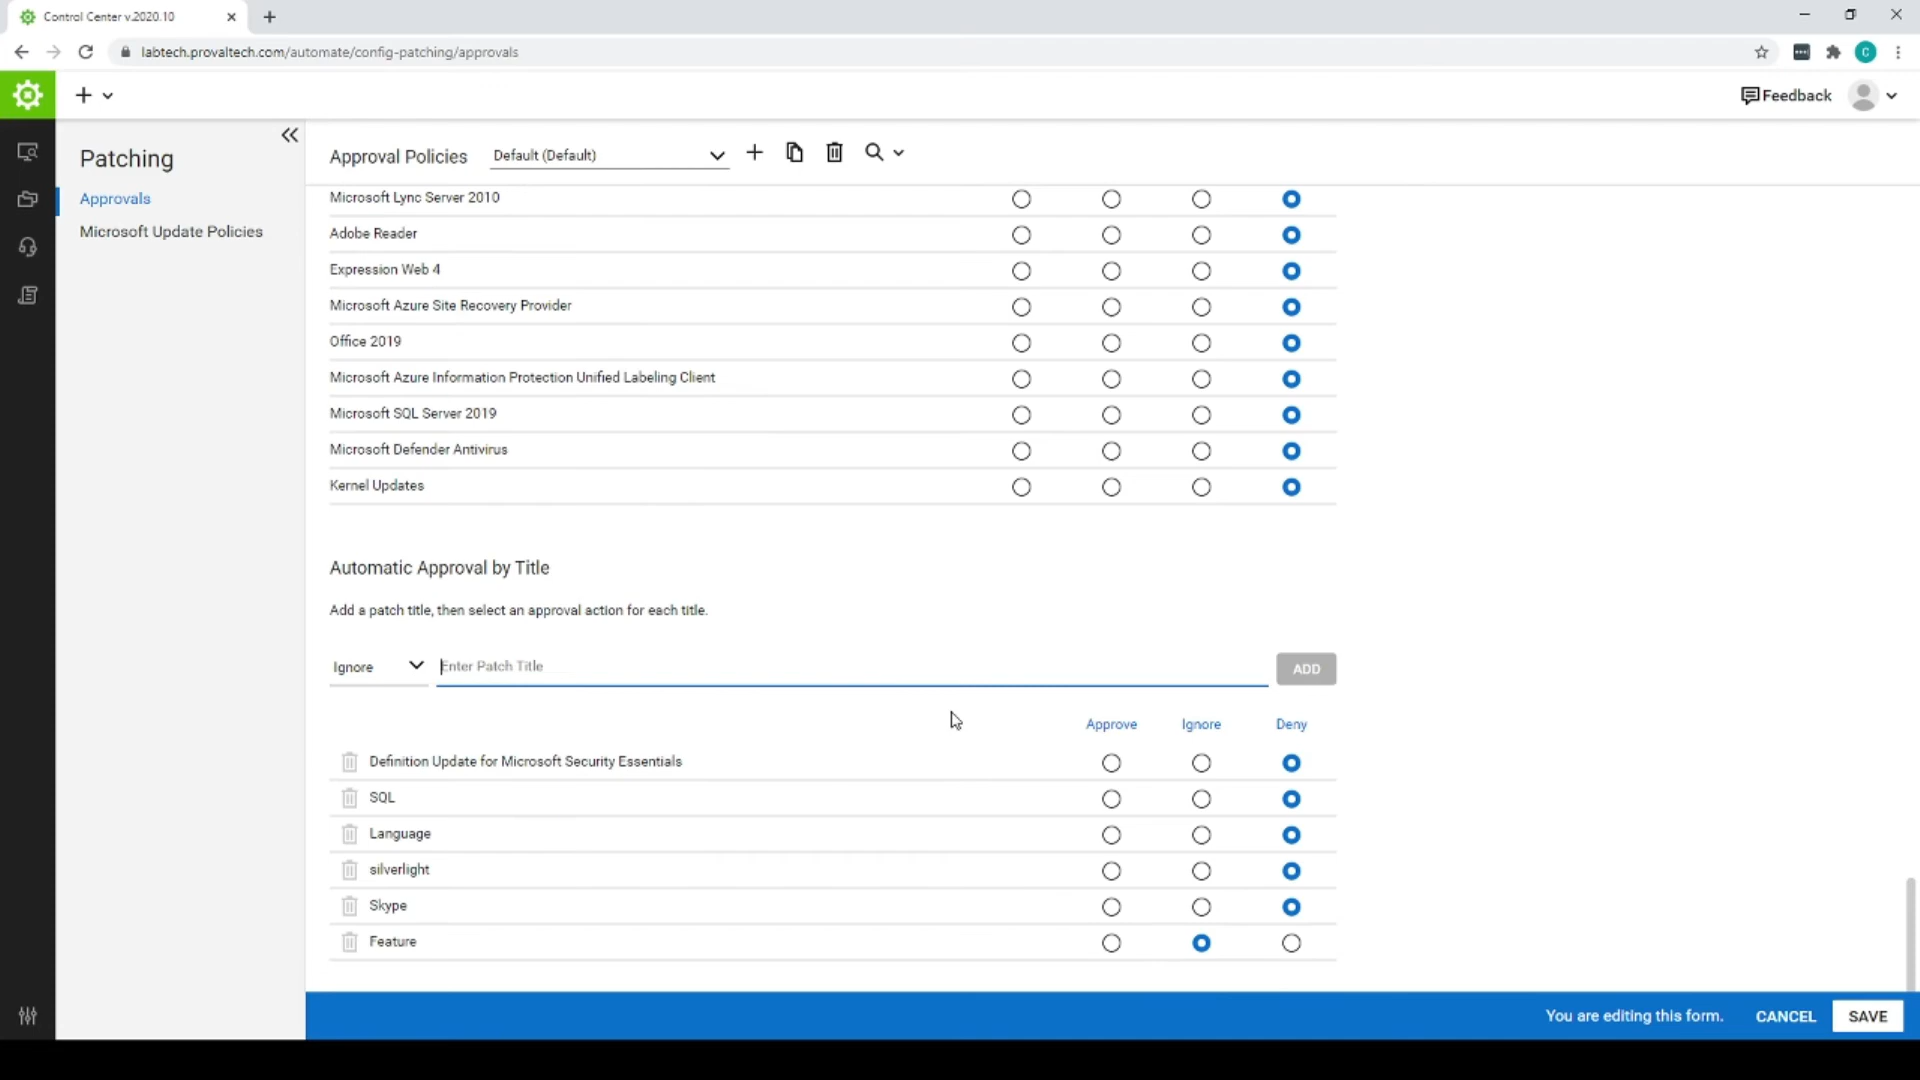 Control Center v.2020.10
labtech.provaltech.com/automate/config-patching/approvals
C
Feedback
Patching
Approvals
Microsoft Update Policies
Approval Policies
Default (Default)
Microsoft Lync Server 2010
Adobe Reader
Expression Web 4
Microsoft Azure Site Recovery Provider
Office 2019
Microsoft Azure Information Protection Unified Labeling Client
Microsoft SQL Server 2019
Microsoft Defender Antivirus
Kernel Updates
Automatic Approval by Title
Add a patch title, then select an approval action for each title.
Ignore Enter Patch Title ADD
Approve Ignore Deny
Definition Update for Microsoft Security Essentials
SQL
Language
silverlight
Skype
Feature
You are editing this form. CANCEL SAVE